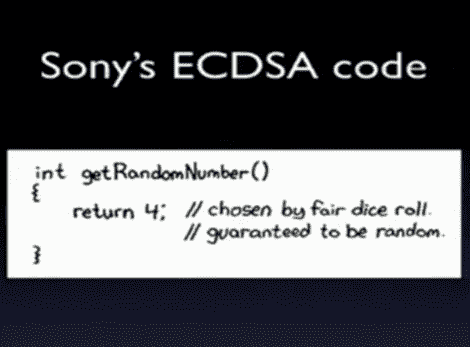 Sony's ECDSA code
int getRandomNumber()
{
return 4; // chosen by fair dice roll.
// guaranteed to be random.
}